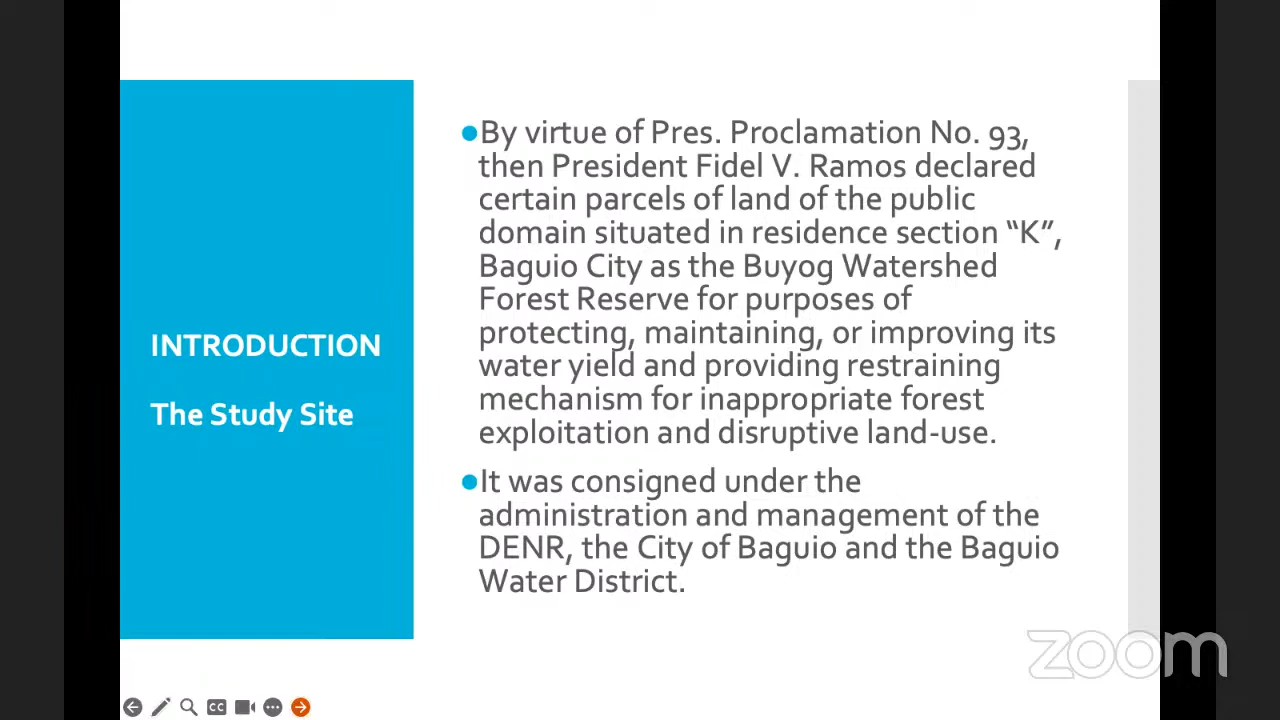 INTRODUCTION
The Study Site
By virtue of Pres. Proclamation No. 93,
then President Fidel V. Ramos declared
certain parcels of land of the public
domain situated in residence section “K”,
Baguio City as the Buyog Watershed
Forest Reserve for purposes of
protecting, maintaining, or improving its
water yield and providing restraining
mechanism for inappropriate forest
exploitation and disruptive land-use.
It was consigned under the
administration and management of the
DENR, the City of Baguio and the Baguio
Water District.
zoom
CC